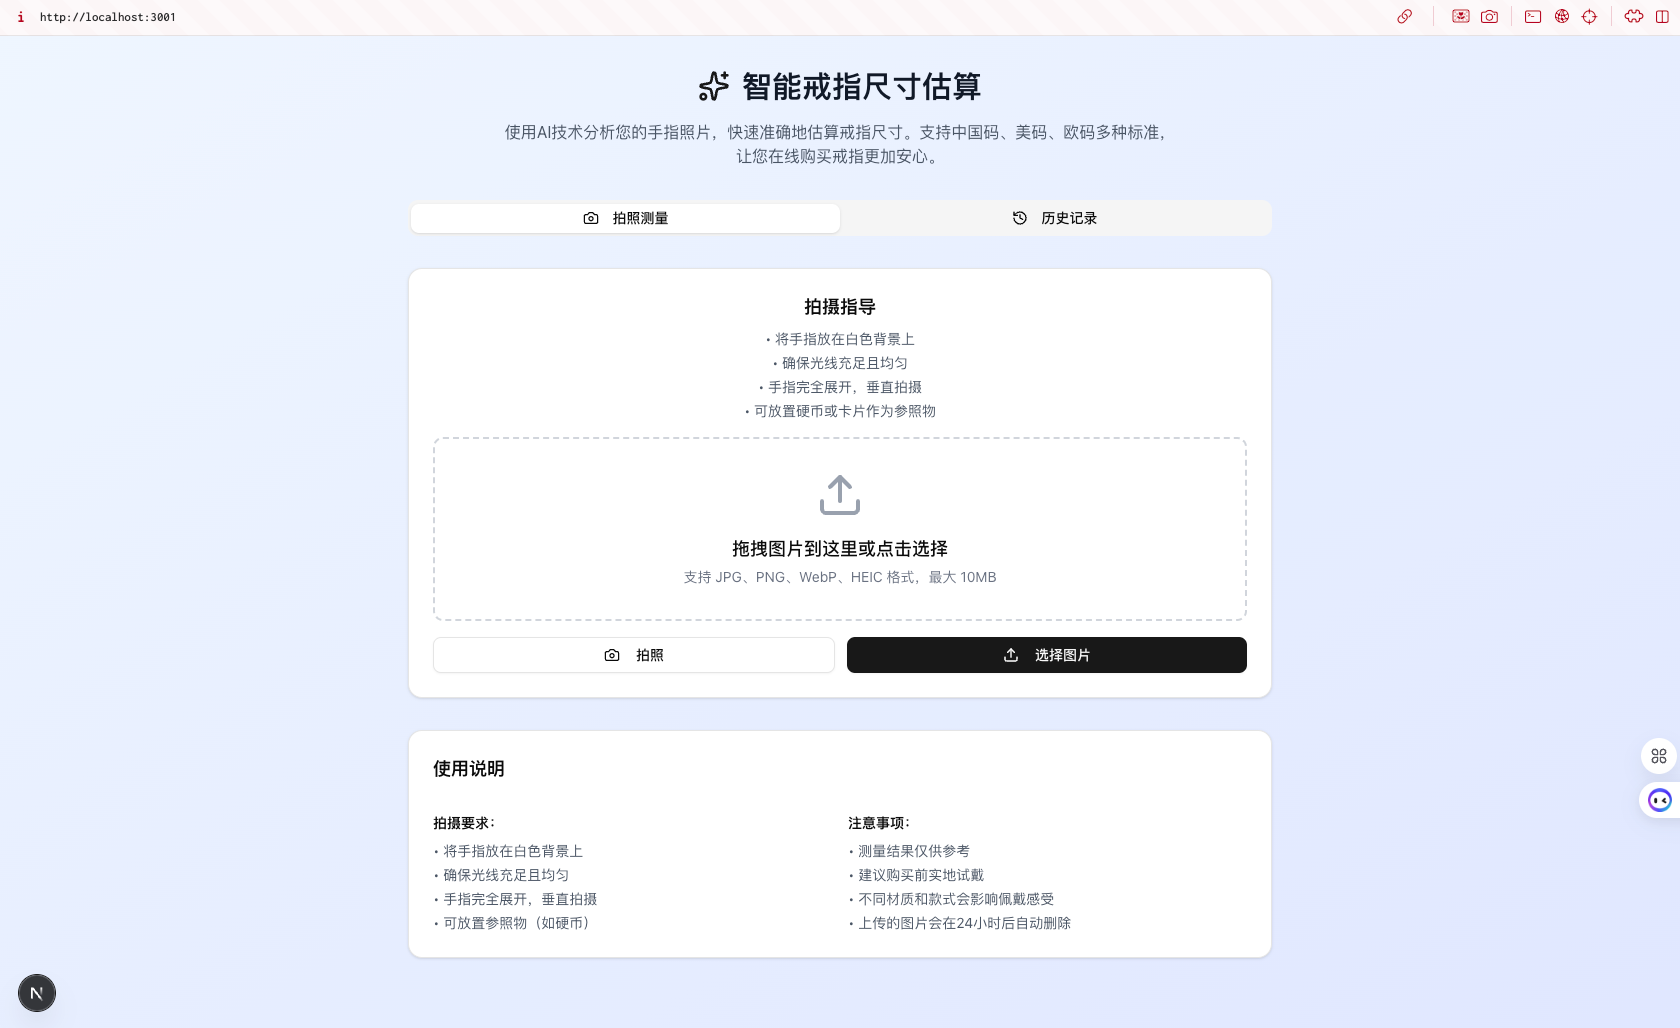 i http://localhost:3001
智能戒指尺寸估算
使用AI技术分析您的手指照片，快速准确地估算戒指尺寸。支持中国码、美码、欧码多种标准，
让您在线购买戒指更加安心。
拍照测量
历史记录
拍摄指导
• 将手指放在白色背景上
• 确保光线充足且均匀
• 手指完全展开，垂直拍摄
• 可放置硬币或卡片作为参照物
拖拽图片到这里或点击选择
支持 JPG、PNG、WebP、HEIC 格式，最大 10MB
拍照
选择图片
使用说明
拍摄要求：
• 将手指放在白色背景上
• 确保光线充足且均匀
• 手指完全展开，垂直拍摄
• 可放置参照物（如硬币）
注意事项：
• 测量结果仅供参考
• 建议购买前实地试戴
• 不同材质和款式会影响佩戴感受
• 上传的图片会在24小时后自动删除
N